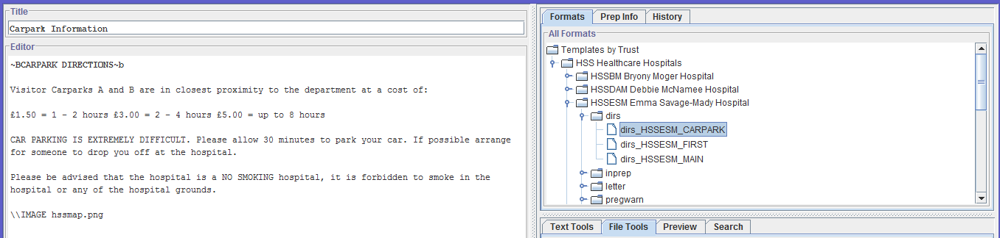 Title
Carpark Information
Editor
~BCARPARK DIRECTIONS~b
Visitor Carparks A and B are in closest proximity to the department at a cost of:
£1.50 = 1 - 2 hours £3.00 = 2 - 4 hours £5.00 = up to 8 hours
CAR PARKING IS EXTREMELY DIFFICULT. Please allow 30 minutes to park your car. If possible arrange
for someone to drop you off at the hospital.
Please be advised that the hospital is a NO SMOKING hospital, it is forbidden to smoke in the
hospital or any of the hospital grounds.
\\IMAGE hssmap.png
Formats
Prep Info
History
All Formats
Templates by Trust
HSS Healthcare Hospitals
HSSBM Bryony Moger Hospital
HSSDAM Debbie McNamee Hospital
HSSESM Emma Savage-Mady Hospital
dirs
dirs_HSSESM_CARPARK
dirs_HSSESM_FIRST
dirs_HSSESM_MAIN
inprep
letter
pregwarn
Text Tools
File Tools
Preview
Search